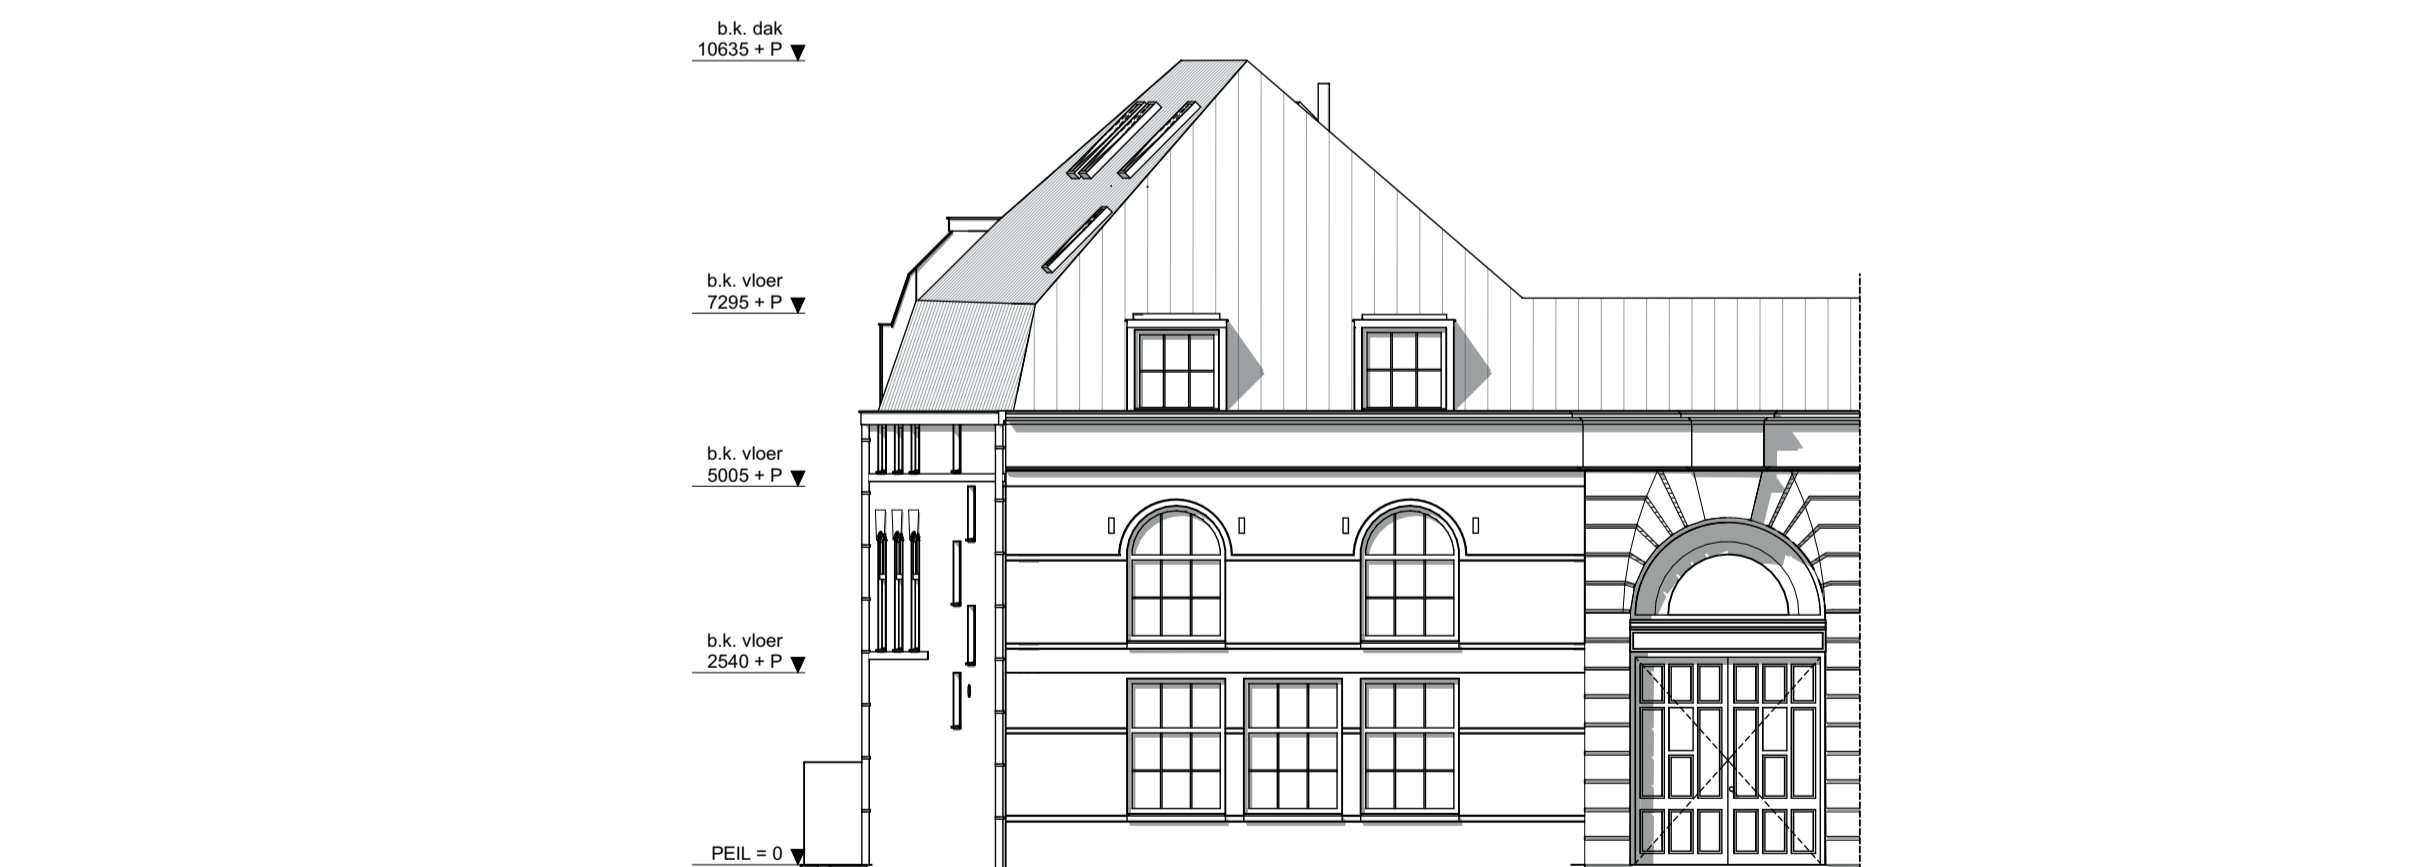 b.k. dak
10635 + P
b.k. vloer
7295 + P
b.k. vloer
5005 + P
b.k. vloer
2540 + P
PEIL = 0